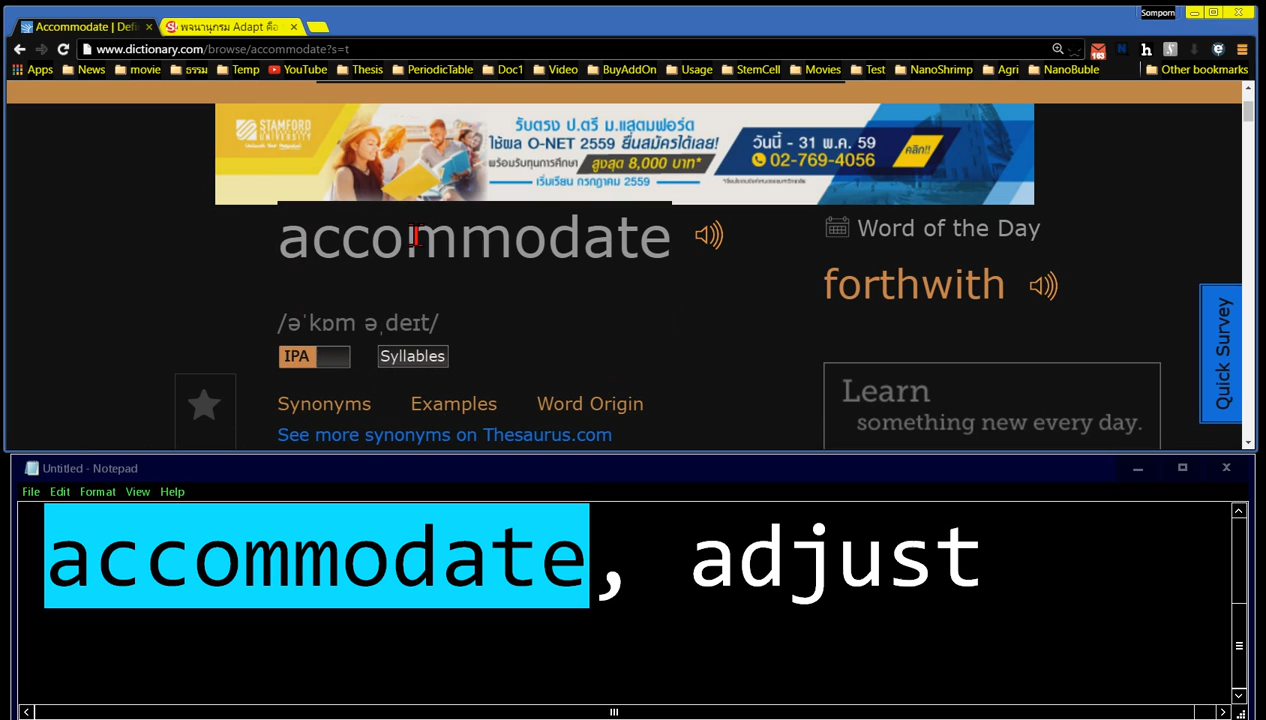 Somporn
Accommodate | Defi
พจนานุกรม Adapt คือ
www.dictionary.com/browse/accommodate?s=t
163
Apps News movie ธรรม Temp YouTube Thesis PeriodicTable Doc1 Video BuyAddOn Usage StemCell Movies Test NanoShrimp Agri NanoBuble Other bookmarks
STAMFORD
UNIVERSITY
รับตรง ป.ตรี ม.แสตมฟอร์ด
ใช้ผล O-NET 2559 ยื่นสมัครได้เลย!
พร้อมรับทุนการศึกษา สูงสุด 8,000 บาท*
เริ่มเรียน กรกฎาคม 2559
วันนี้ - 31 พ.ค. 59
02-769-4056
คลิก!!
accommodate
Word of the Day
forthwith
/əˈkɒm əˌdeɪt/
IPA Syllables
Synonyms Examples Word Origin
See more synonyms on Thesaurus.com
Learn
something new every day.
Quick Survey
Untitled - Notepad
File Edit Format View Help
accommodate, adjust